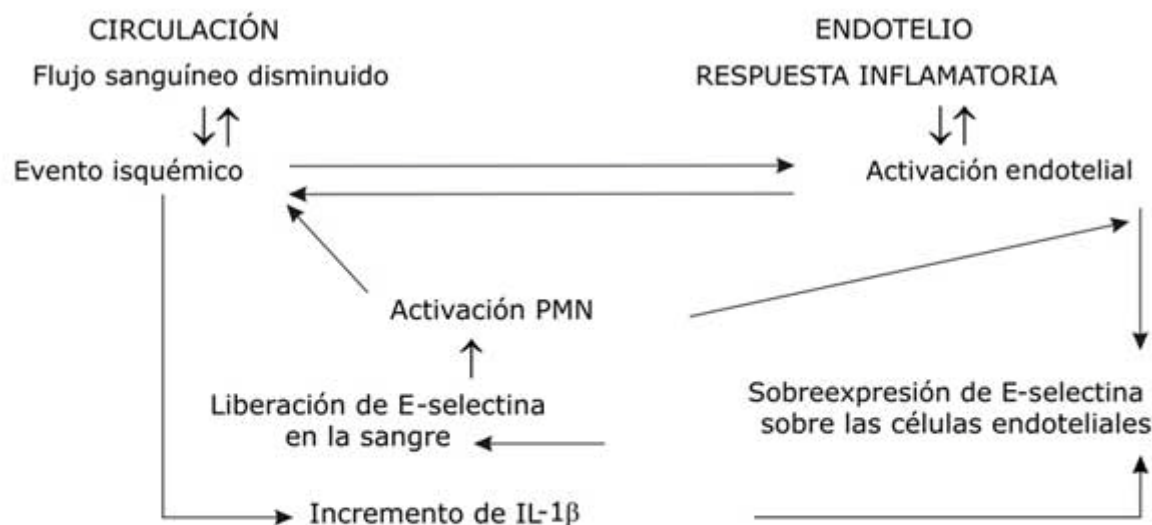 CIRCULACIÓN
Flujo sanguíneo disminuido
Evento isquémico
ENDOTELIO
RESPUESTA INFLAMATORIA
Activación endotelial
Activación PMN
Liberación de E-selectina
en la sangre
Sobreexpresión de E-selectina
sobre las células endoteliales
Incremento de IL-1β